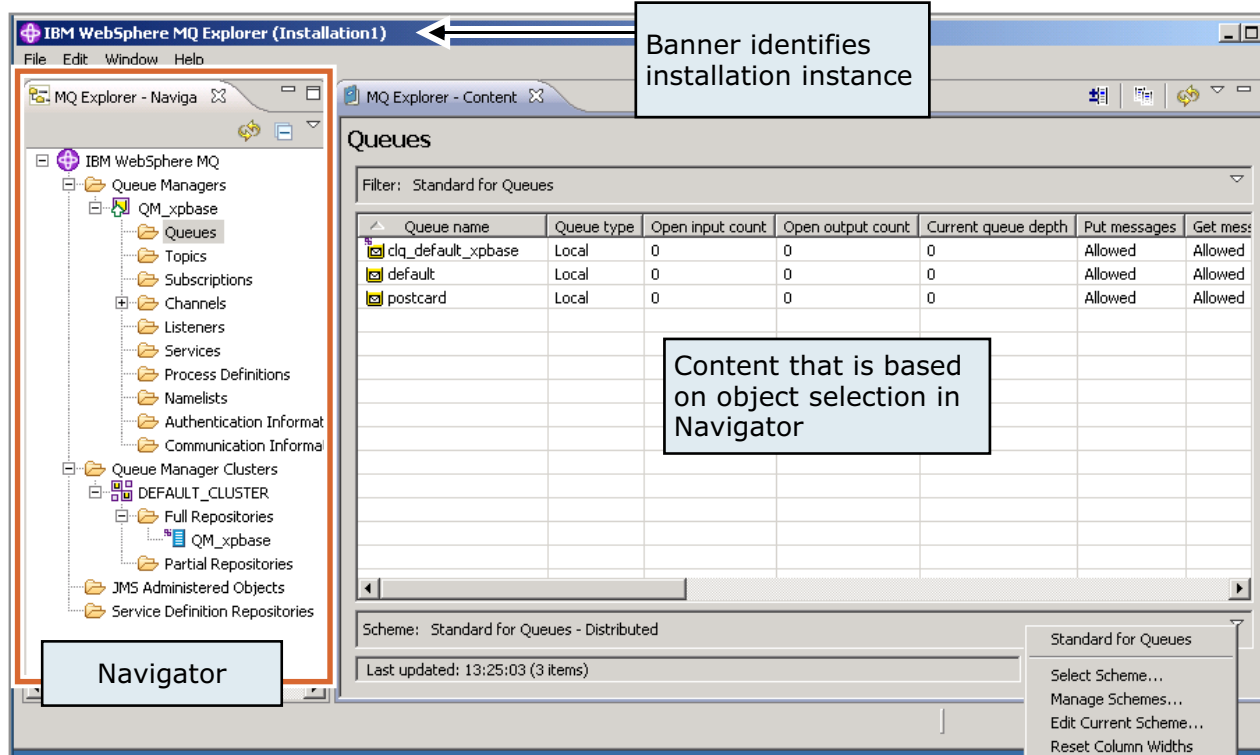 IBM WebSphere MQ Explorer (Installation1)
Banner identifies
installation instance
File Edit Window Help
MQ Explorer - Naviga
MQ Explorer - Content
IBM WebSphere MQ
Queue Managers
QM_xpbase
Queues
Topics
Subscriptions
Channels
Listeners
Services
Process Definitions
Namelists
Authentication Informat
Communication Informa
Queue Manager Clusters
DEFAULT_CLUSTER
Full Repositories
QM_xpbase
Partial Repositories
JMS Administered Objects
Service Definition Repositories
Navigator
Queues
Filter: Standard for Queues
Queue name Queue type Open input count Open output count Current queue depth Put messages Get mess
clq_default_xpbase Local 0 0 0 Allowed Allowed
default Local 0 0 0 Allowed Allowed
postcard Local 0 0 0 Allowed Allowed
Content that is based
on object selection in
Navigator
Scheme: Standard for Queues - Distributed
Last updated: 13:25:03 (3 items)
Standard for Queues
Select Scheme...
Manage Schemes...
Edit Current Scheme...
Reset Column Widths